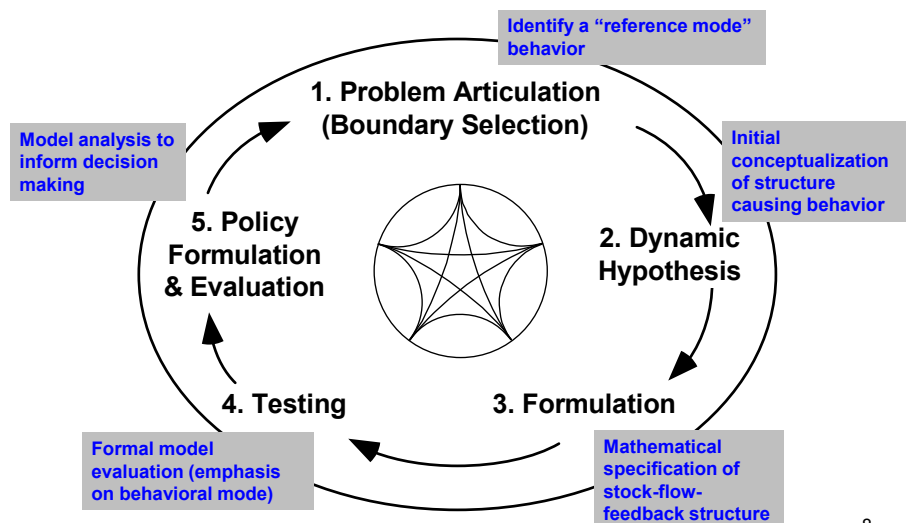 Identify a “reference mode”
behavior
1. Problem Articulation
(Boundary Selection)
Model analysis to
inform decision
making
Initial
conceptualization
of structure
causing behavior
5. Policy
Formulation
& Evaluation
2. Dynamic
Hypothesis
4. Testing
3. Formulation
Formal model
evaluation (emphasis
on behavioral mode)
Mathematical
specification of
stock-flow-
feedback structure